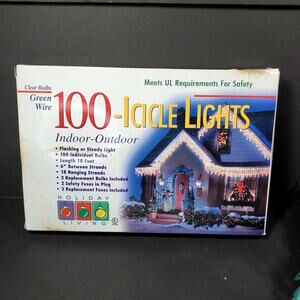 Clear Bulbs
Green
Wire
Meets UL Requirements For Safety
100-ICICLE LIGHTS
Indoor-Outdoor
• Flashing or Steady Light
• 100 Individual Bulbs
• Length 10 Feet
• 6" Between Strands
• 18 Hanging Strands
• 2 Replacement Bulbs Included
• 2 Safety Fuses in Plug
• 2 Replacement Fuses Included
HOLIDAY
LIVING